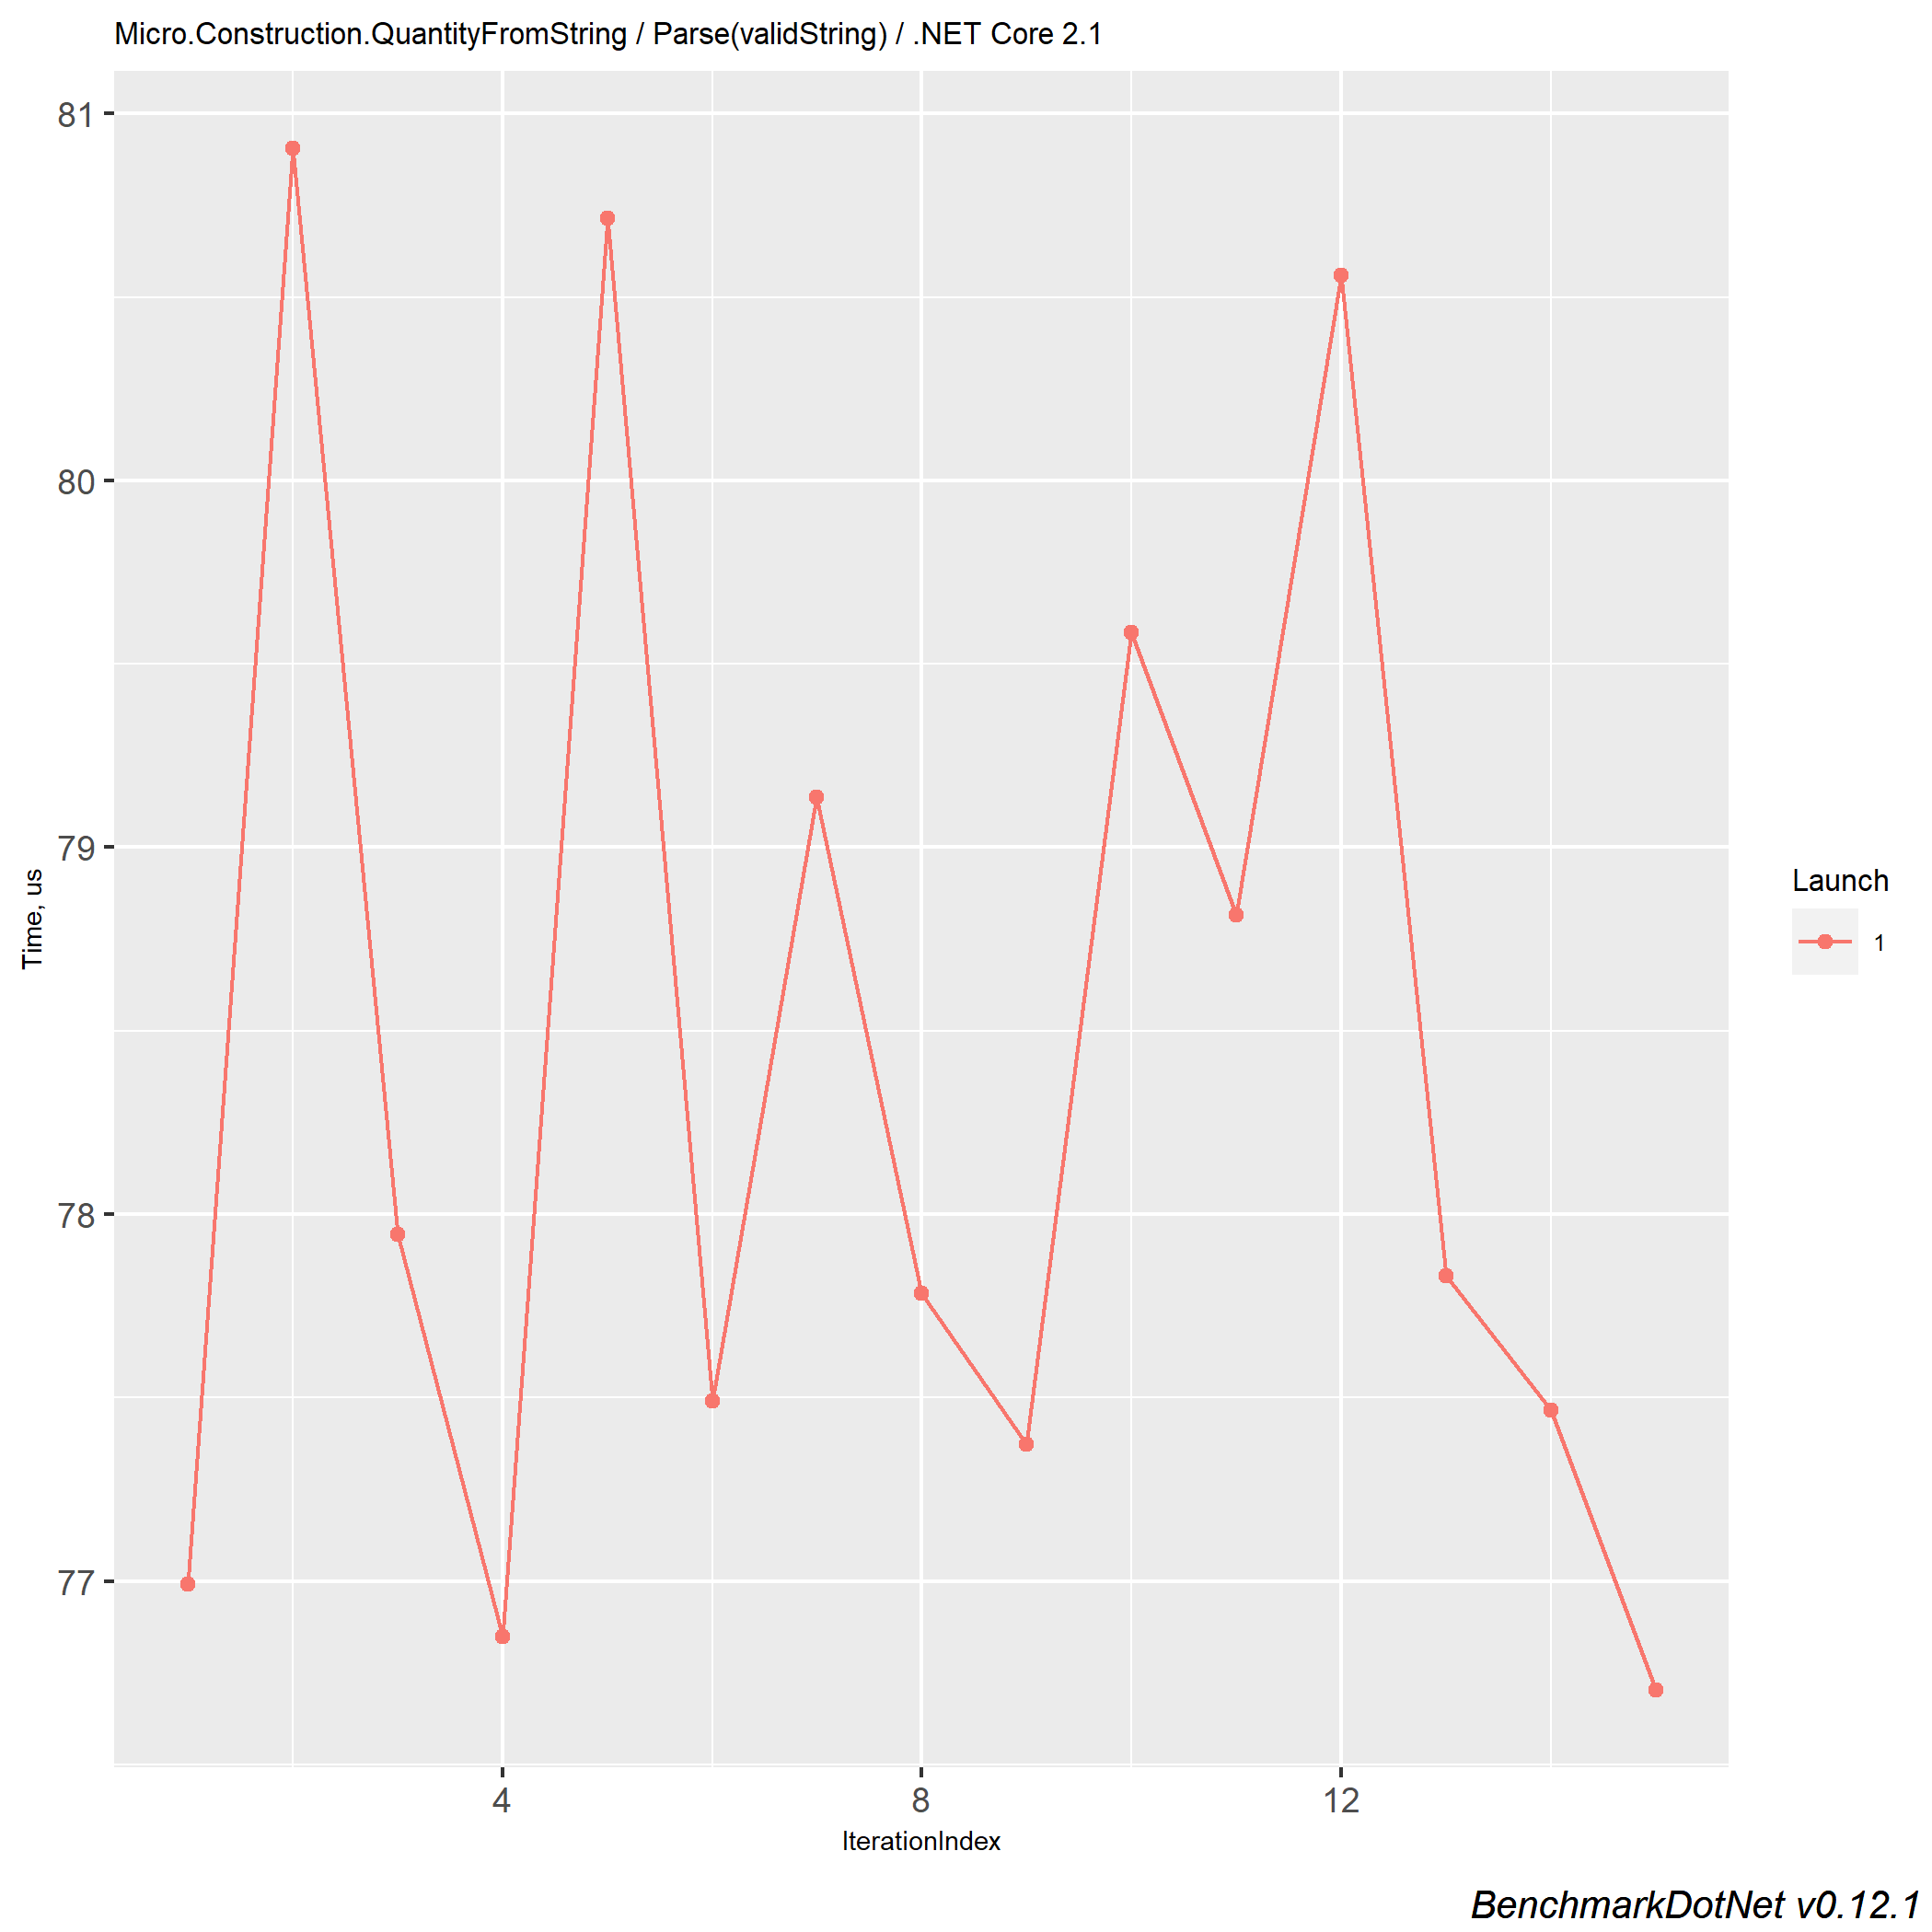 Micro.Construction.QuantityFromString / Parse(validString) / .NET Core 2.1
81
80
79
78
77
Time, us
4
8
12
IterationIndex
Launch
1
BenchmarkDotNet v0.12.1